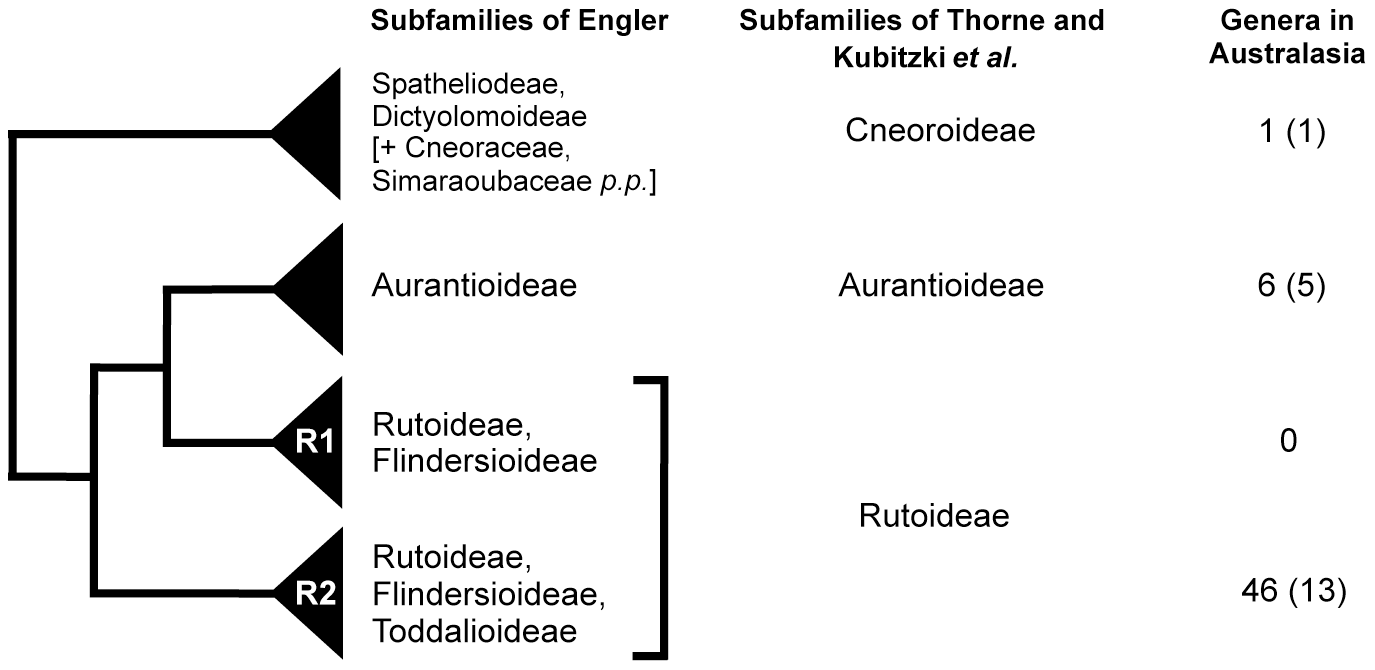 Subfamilies of Engler
Subfamilies of Thorne and
Kubitzki et al.
Genera in
Australasia
Spatheliodeae,
Dictyolomoideae
[+ Cneoraceae,
Simaraoubaceae p.p.]
Cneoroideae
1 (1)
Aurantioideae
Aurantioideae
6 (5)
R1
Rutoideae,
Flindersioideae
0
Rutoideae
R2
Rutoideae,
Flindersioideae,
Toddalioideae
46 (13)